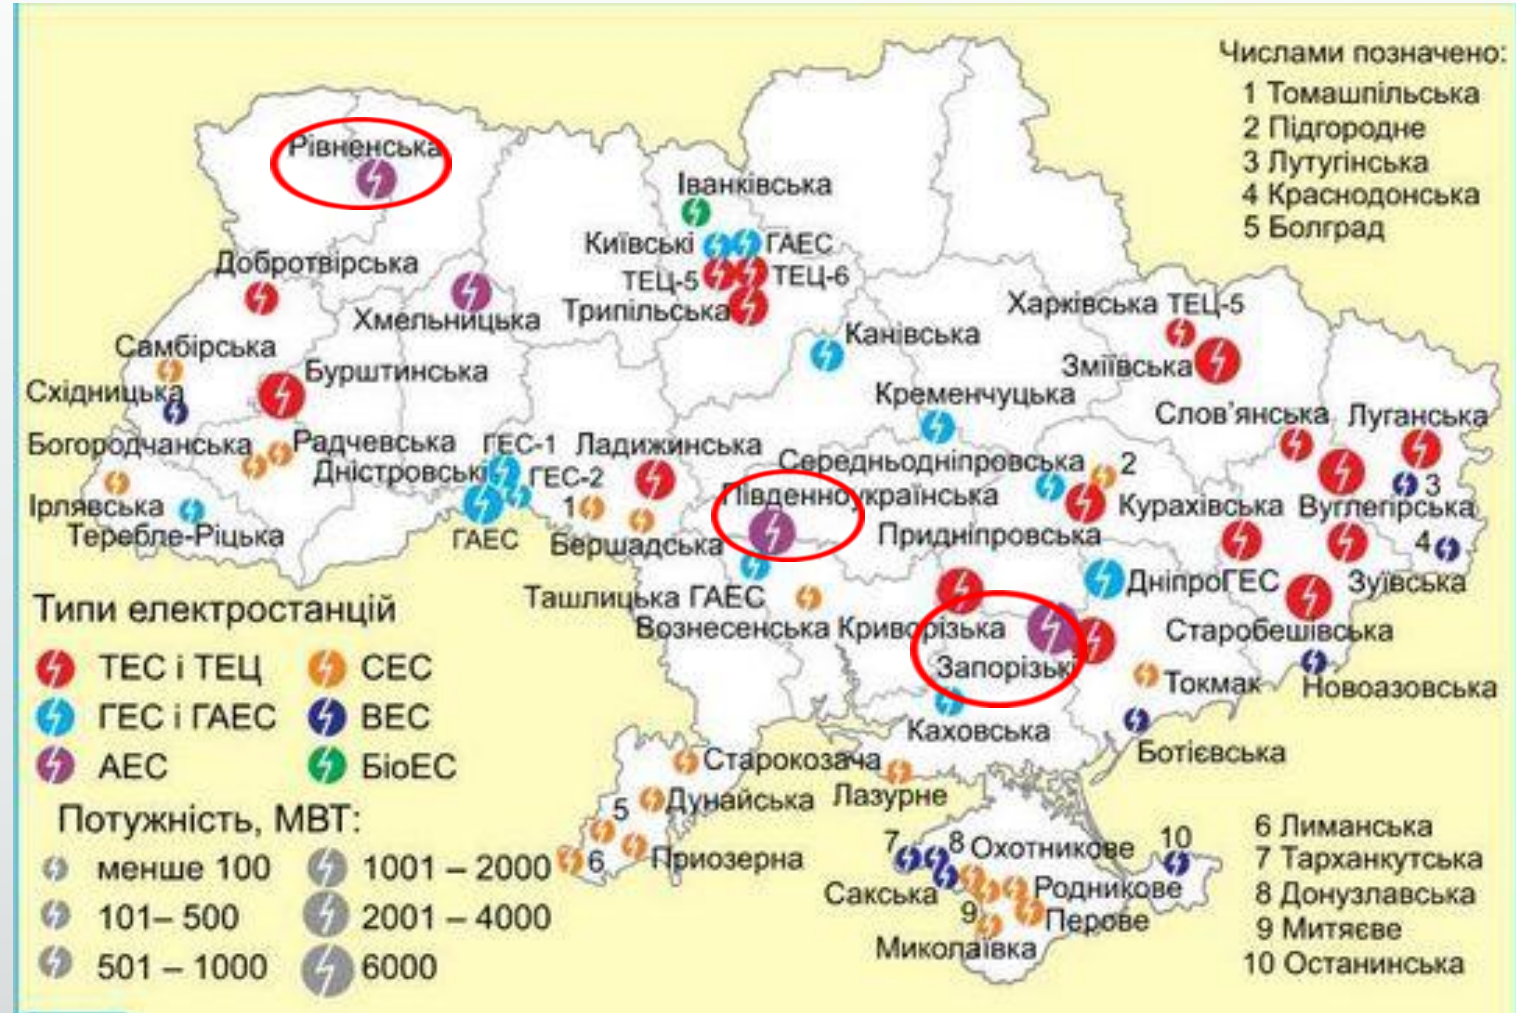 Числами позначено:
1 Томашпільська
2 Підгородне
3 Лутугінська
4 Краснодонська
5 Болград
Рівненська
Іванківська
Київські ГАЕС
ТЕЦ-5 ТЕЦ-6
Трипільська
Добротвірська
Хмельницька
Самбірська
Східницька
Бурштинська
Канівська
Харківська ТЕЦ-5
Зміївська
Кременчуцька
Слов'янська
Луганська
Богородчанська
Радчевська
Дністровські
ГЕС-1
ГЕС-2
ГАЕС
Ладижинська
Середньодніпровська
2
Південноукраїнська
Курахівська
Вуглегірська
3
Ірлявська
Теребле-Ріцька
1
Бершадська
Придніпровська
4
Ташлицька ГАЕС
ДніпроГЕС
Зуївська
Вознесенська
Криворізька
Старобешівська
Запорізькі
Токмак
Новоазовська
Каховська
Ботієвська
Старокозача
Дунайська
Лазурне
5
6
Приозерна
7
8
Охотникове
10
Сакська
Родникове
9
Перове
Миколаївка
Типи електростанцій
ТЕС і ТЕЦ
СЕС
ГЕС і ГАЕС
ВЕС
АЕС
БіоЕС
Потужність, МВТ:
менше 100
1001 – 2000
101– 500
2001 – 4000
501 – 1000
6000
6 Лиманська
7 Тарханкутська
8 Донузлавська
9 Митяєве
10 Останинська